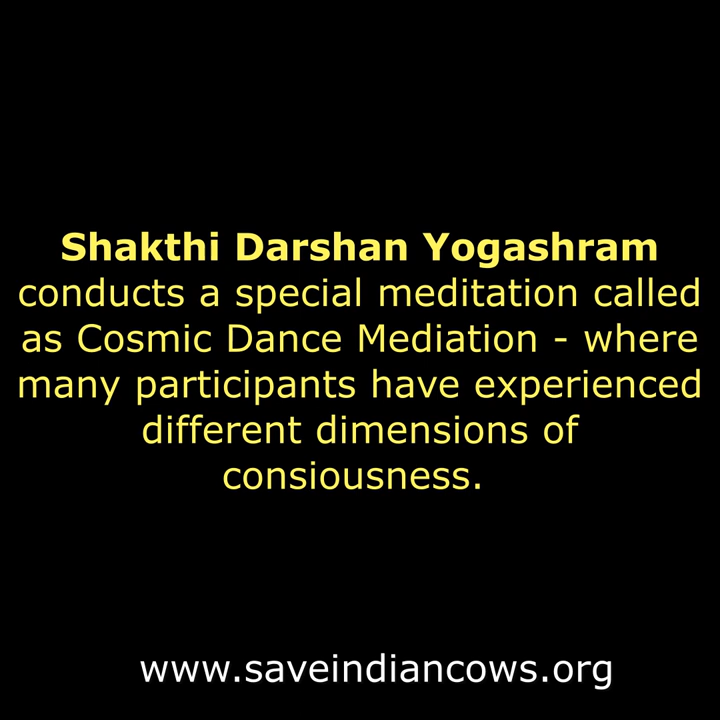 Shakthi Darshan Yogashram
conducts a special meditation called
as Cosmic Dance Mediation - where
many participants have experienced
different dimensions of
consiousness.
www.saveindiancows.org